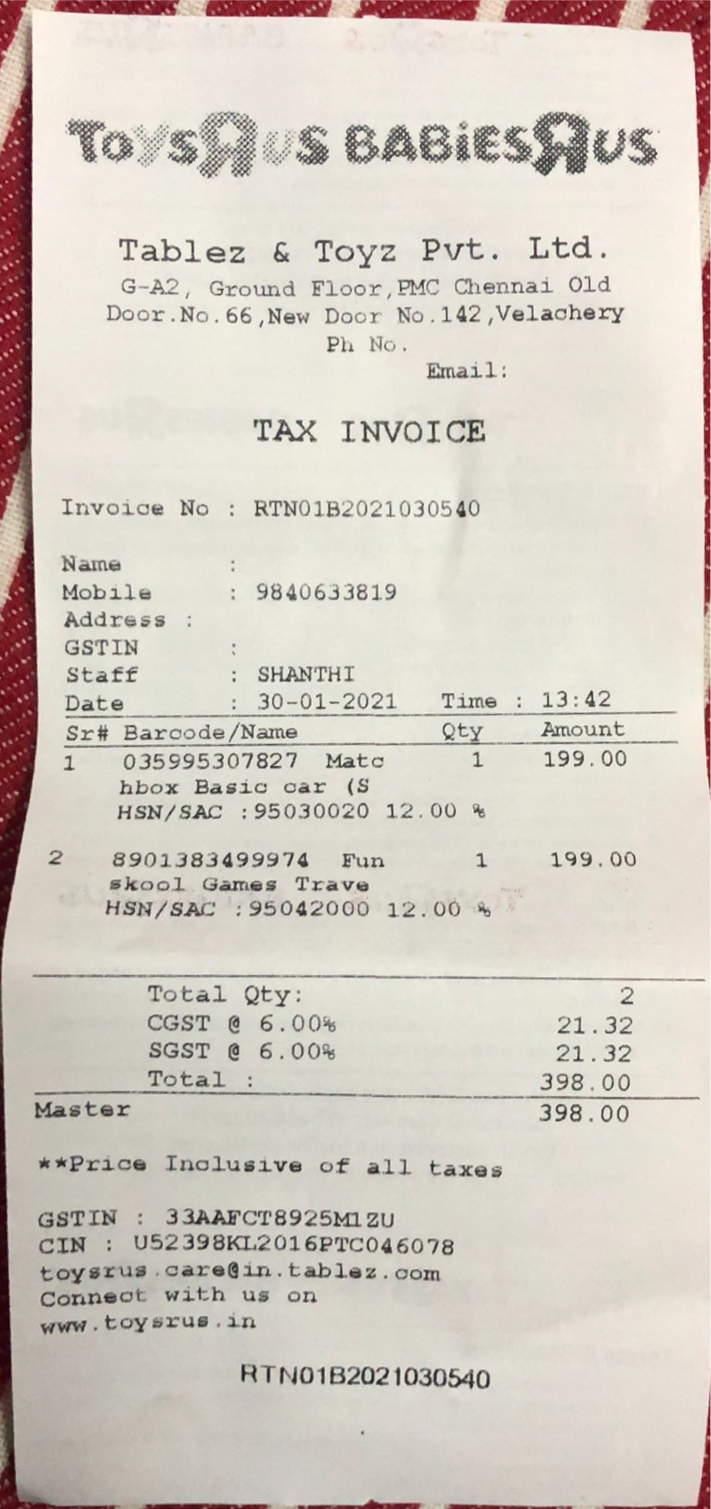 TOYSRUS BABIESRUS
Tablez & Toyz Pvt. Ltd.
G-A2, Ground Floor,PMC Chennai Old
Door.No.66,New Door No.142,Velachery
Ph No.
Email:
TAX INVOICE
Invoice No : RTN01B2021030540
Name :
Mobile : 9840633819
Address :
GSTIN :
Staff : SHANTHI
Date : 30-01-2021 Time : 13:42
Sr# Barcode/Name Qty Amount
1 035995307827 Matc 1 199.00
hbox Basic car (S
HSN/SAC :95030020 12.00 %
2 8901383499974 Fun 1 199.00
skool Games Trave
HSN/SAC :95042000 12.00 %
Total Qty: 2
CGST @ 6.00% 21.32
SGST @ 6.00% 21.32
Total : 398.00
Master 398.00
**Price Inclusive of all taxes
GSTIN : 33AAFCT8925M1ZU
CIN : U52398KL2016PTC046078
toysrus.care@in.tablez.com
Connect with us on
www.toysrus.in
RTN01B2021030540